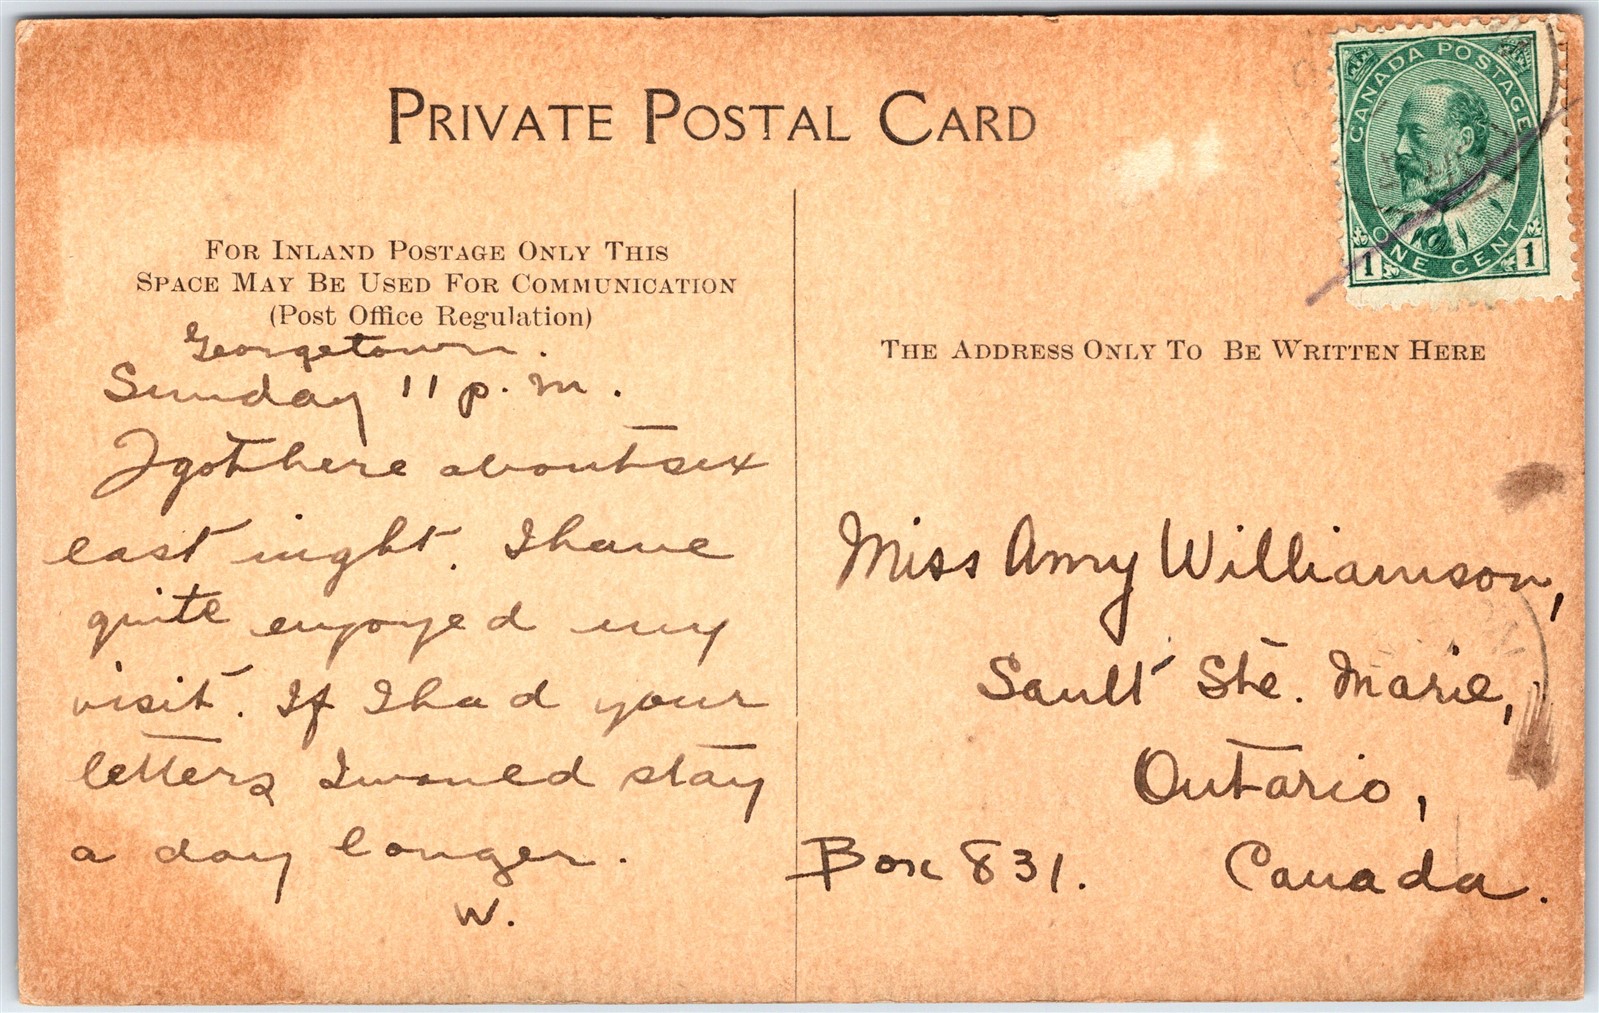 PRIVATE POSTAL CARD
FOR INLAND POSTAGE ONLY THIS
SPACE MAY BE USED FOR COMMUNICATION
(Post Office Regulation)
Georgetown.
Sunday 11 p.m.
I got here about six
last night. I have
quite enjoyed my
visit. If I had your
letters I would stay
a day longer.
W.
CANADA POSTAGE
ONE CENT
1 1
THE ADDRESS ONLY TO BE WRITTEN HERE
Miss Amy Williamson,
Sault Ste. Marie,
Ontario,
Box 831. Canada.